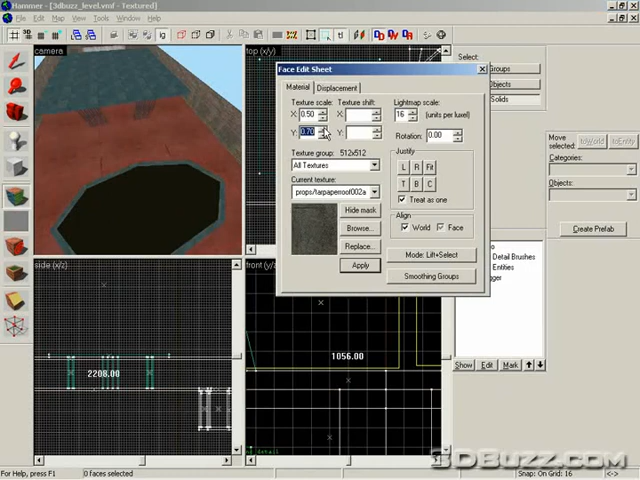 Hammer - [3dbuzz_level.vmf - Textured]
File Edit Map View
camera
top (x/y)
Face Edit Sheet
Material Displacement
Texture scale: Texture shift: Lightmap scale:
X: 0.50 X: 16 (units per luxel)
Y: 0.70 Y: Rotation: 0.00
Texture group: 512x512
All Textures
Current texture:
props/tarpaperroof002a
Hide mask
Browse...
Replace...
Apply
Justify
L R Fit
T B C
Treat as one
Align
World Face
Mode: Lift+Select
Smoothing Groups
Select:
Groups
Objects
Solids
Move
selected:
toWorld toEntity
Categories:
Objects:
Create Prefab
Detail Brushes
Entities
Show Edit Mark
side (x/z)
2208.00
front (y/z)
1056.00
3DBUZZ.COM
For Help, press F1
0 faces selected
Snap: On Grid: 16